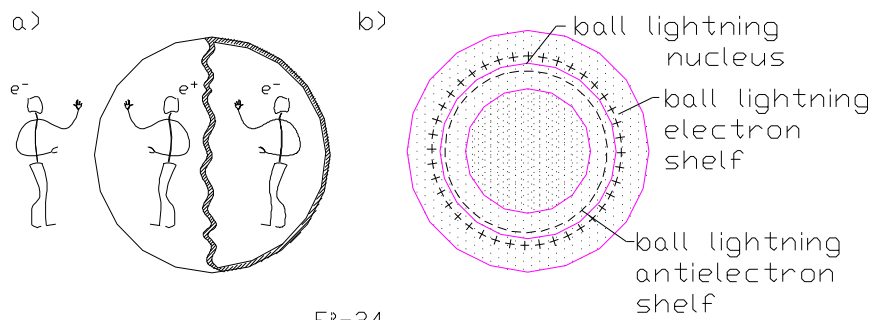 a)
b)
e-
e+
e-
ball lightning
nucleus
ball lightning
electron
shelf
ball lightning
antielectron
shelf